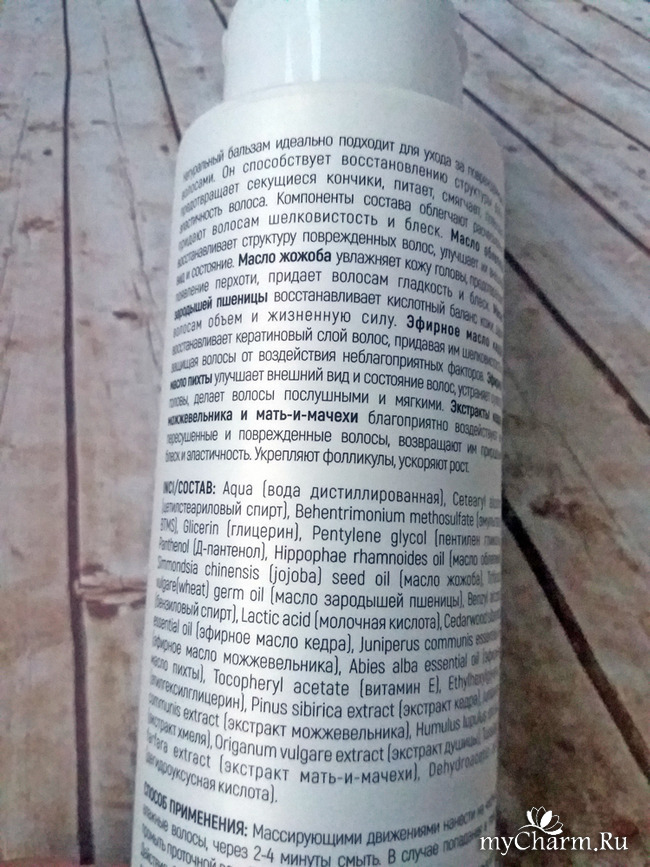 бальзам идеально подходит для ухода за
волосами. Он способствует восстановлению структуры
предотвращает секущиеся кончики, питает, смягчает,
эластичность волоса. Компоненты состава облегчают
придают волосам шелковистость и блеск. Масло
восстанавливает структуру поврежденных волос, улучшает их
вид и состояние. Масло жожоба увлажняет кожу головы,
появление перхоти, придает волосам гладкость и блеск.
зародышей пшеницы восстанавливает кислотный баланс кожи,
волосам объем и жизненную силу. Эфирное масло
восстанавливает кератиновый слой волос, придавая им
защищая волосы от воздействия неблагоприятных факторов.
масло пихты улучшает внешний вид и состояние волос, устраняет
головы, делает волосы послушными и мягкими. Экстракты
можжевельника и мать-и-мачехи благоприятно
пересушенные и поврежденные волосы, возвращают им
блеск и эластичность. Укрепляют фолликулы, ускоряют рост.
INCI/СОСТАВ: Aqua (вода дистиллированная), Cetearyl
(цетилстеариловый спирт), Behentrimonium methosulfate
BTMS), Glicerin (глицерин), Pentylene glycol (пентилен
Panthenol (Д-пантенол), Hippophae rhamnoides oil (масло
Simmondsia chinensis (jojoba) seed oil (масло жожоба),
vulgare(wheat) germ oil (масло зародышей пшеницы), Benzyl
(бензиловый спирт), Lactic acid (молочная кислота),
essential oil (эфирное масло кедра), Juniperus communis
(эфирное масло можжевельника), Abies alba essential oil
масло пихты), Tocopheryl acetate (витамин Е),
Pinus sibirica extract (экстракт кедра),
communis extract (экстракт можжевельника), Humulus lupulus
(экстракт хмеля), Origanum vulgare extract (экстракт душицы),
farfara extract (экстракт мать-и-мачехи),
дегидроуксусная кислота).
СПОСОБ ПРИМЕНЕНИЯ: Массирующими движениями нанести на
влажные волосы, через 2-4 минуты смыть. В случае
промыть проточной
myCharm.Ru